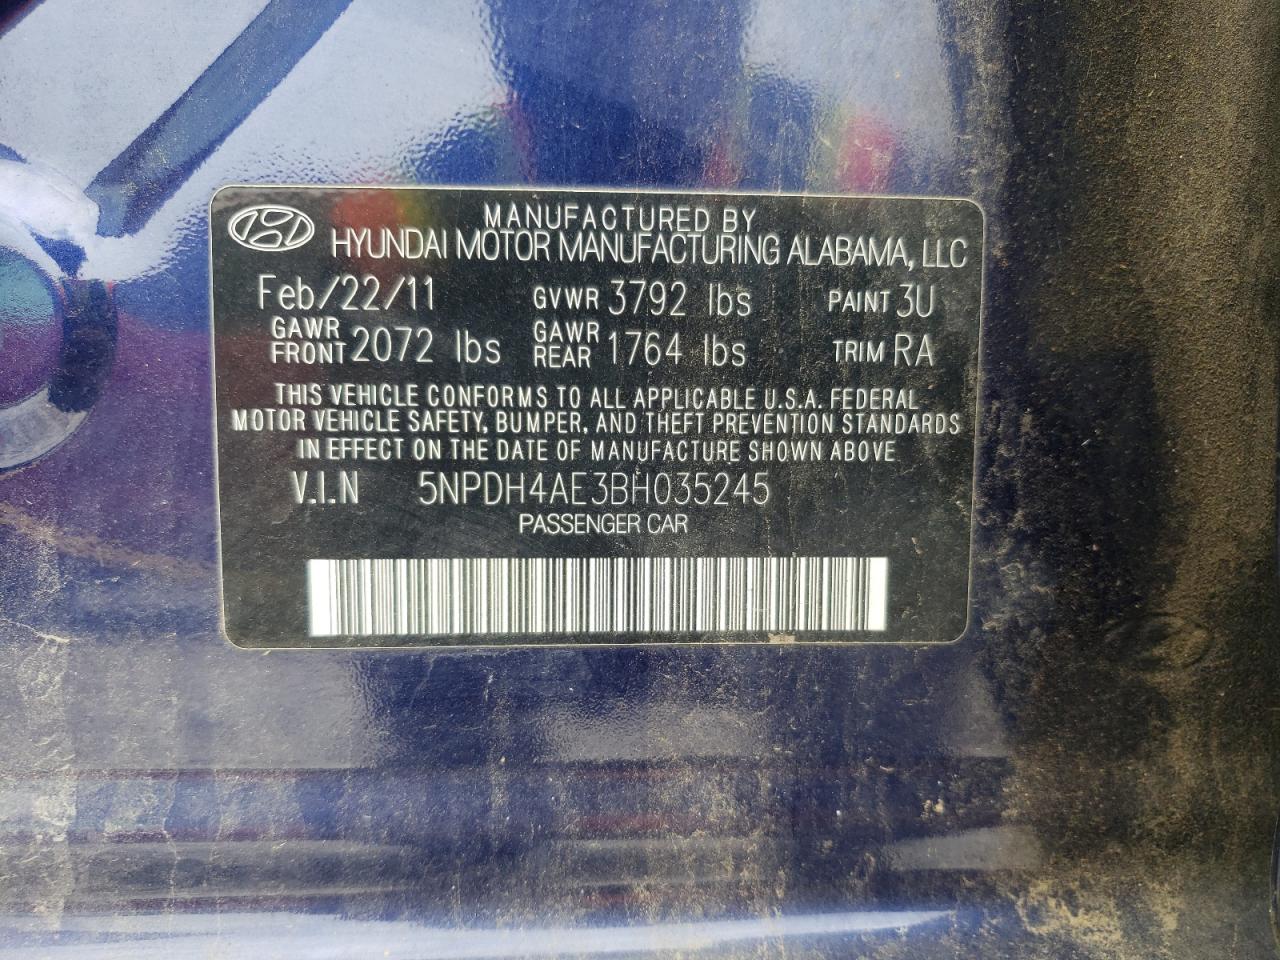 MANUFACTURED BY
HYUNDAI MOTOR MANUFACTURING ALABAMA, LLC
Feb/22/11 GVWR 3792 lbs PAINT 3U
GAWR FRONT 2072 lbs GAWR REAR 1764 lbs TRIM RA
THIS VEHICLE CONFORMS TO ALL APPLICABLE U.S.A. FEDERAL
MOTOR VEHICLE SAFETY, BUMPER, AND THEFT PREVENTION STANDARDS
IN EFFECT ON THE DATE OF MANUFACTURE SHOWN ABOVE
V.I.N 5NPDH4AE3BH035245
PASSENGER CAR